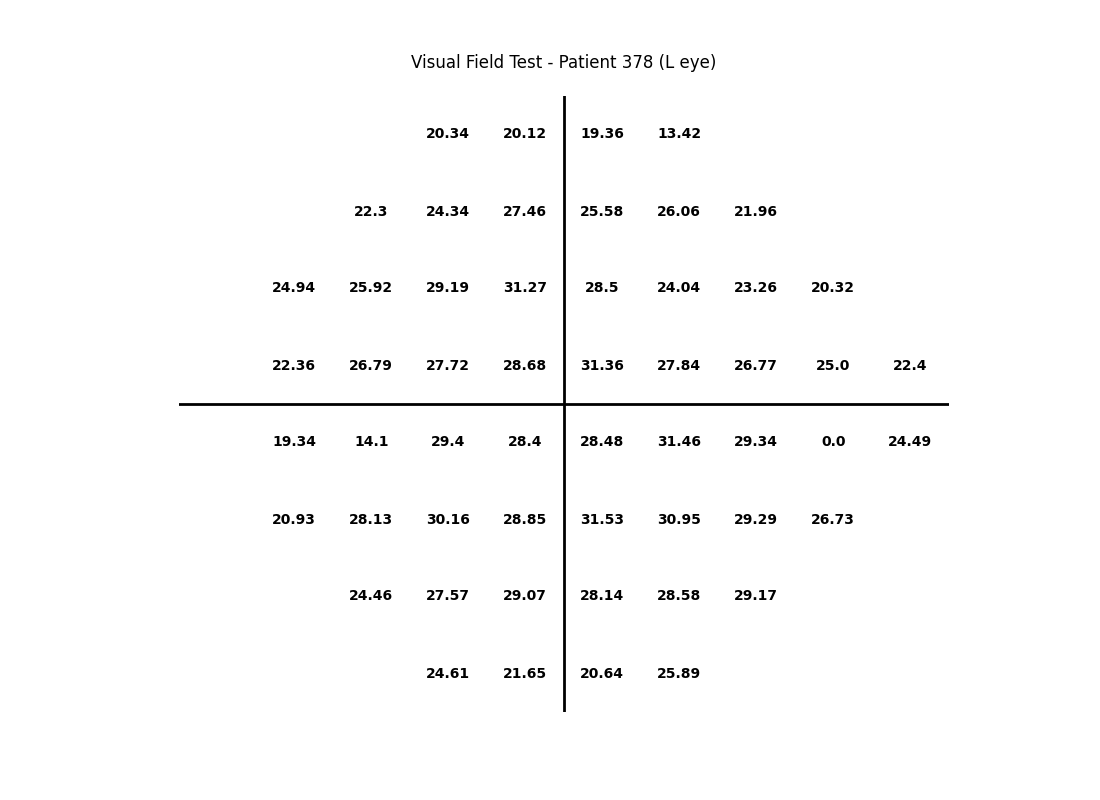 Visual Field Test - Patient 378 (L eye)
20.34 20.12 19.36 13.42
22.3 24.34 27.46 25.58 26.06 21.96
24.94 25.92 29.19 31.27 28.5 24.04 23.26 20.32
22.36 26.79 27.72 28.68 31.36 27.84 26.77 25.0 22.4
19.34 14.1 29.4 28.4 28.48 31.46 29.34 0.0 24.49
20.93 28.13 30.16 28.85 31.53 30.95 29.29 26.73
24.46 27.57 29.07 28.14 28.58 29.17
24.61 21.65 20.64 25.89